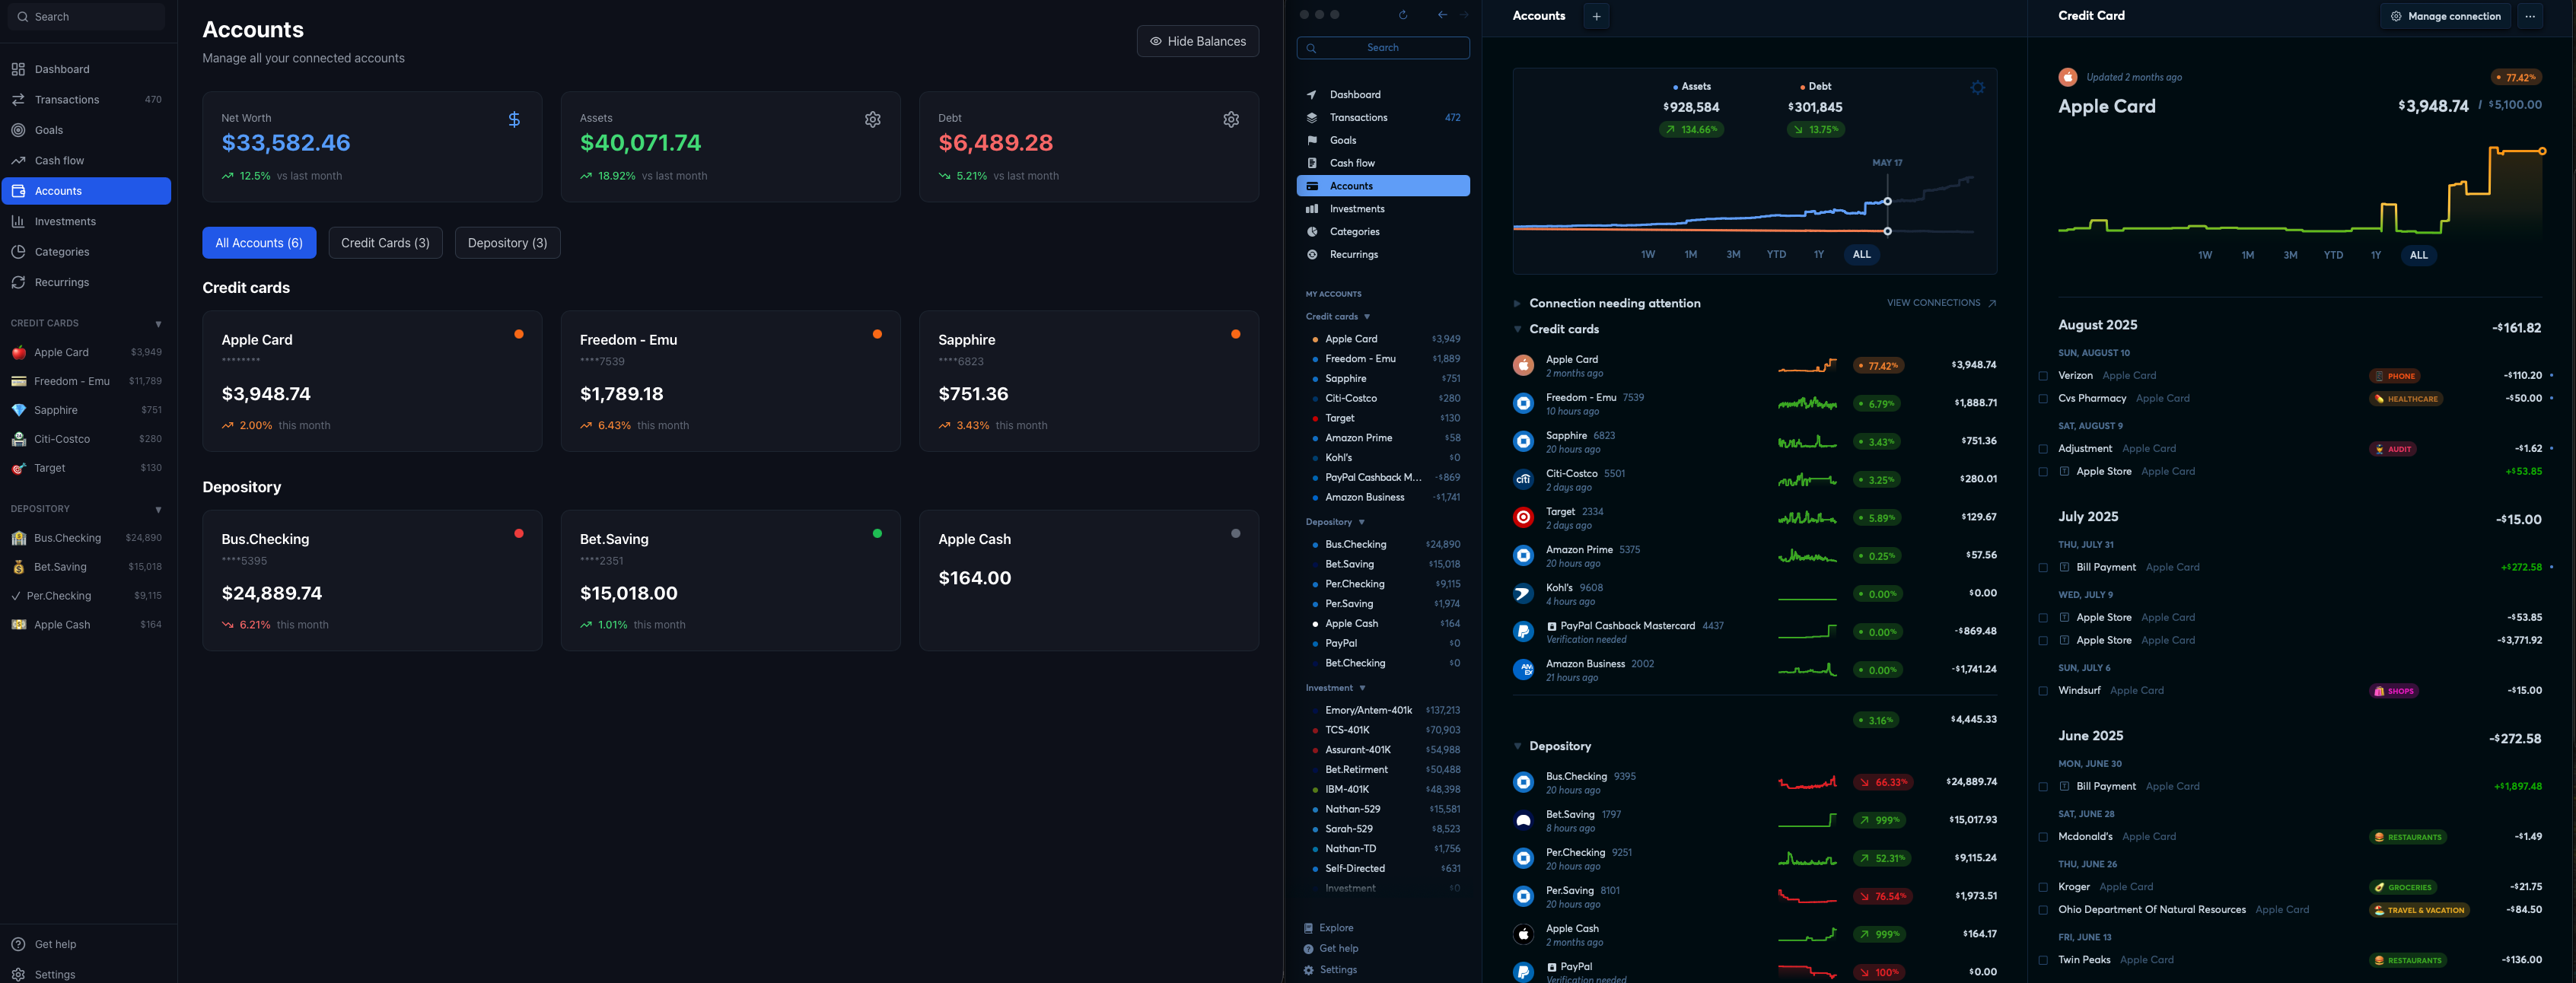 Search
Dashboard
Transactions 470
Goals
Cash flow
Accounts
Investments
Categories
Recurrings
CREDIT CARDS ▼
Apple Card $3,949
Freedom - Emu $11,789
Sapphire $751
Citi-Costco $280
Target $130
DEPOSITORY ▼
Bus.Checking $24,890
Bet.Saving $15,018
Per.Checking $9,115
Apple Cash $164
Get help
Settings
Accounts
Manage all your connected accounts
Hide Balances
Net Worth
$33,582.46
12.5% vs last month
Assets
$40,071.74
18.92% vs last month
Debt
$6,489.28
5.21% vs last month
All Accounts (6)
Credit Cards (3)
Depository (3)
Credit cards
Apple Card
********
$3,948.74
2.00% this month
Freedom - Emu
****7539
$1,789.18
6.43% this month
Sapphire
****6823
$751.36
3.43% this month
Depository
Bus.Checking
****5395
$24,889.74
6.21% this month
Bet.Saving
****2351
$15,018.00
1.01% this month
Apple Cash
$164.00
Search
Dashboard
Transactions 472
Goals
Cash flow
Accounts
Investments
Categories
Recurrings
MY ACCOUNTS
Credit cards ▼
Apple Card $3,949
Freedom - Emu $1,889
Sapphire $751
Citi-Costco $280
Target $130
Amazon Prime $58
Kohl's $0
PayPal Cashback M... -$869
Amazon Business -$1,741
Depository ▼
Bus.Checking $24,890
Bet.Saving $15,018
Per.Checking $9,115
Per.Saving $1,974
Apple Cash $164
PayPal $0
Bet.Checking $0
Investment ▼
Emory/Antem-401k $137,213
TCS-401K $70,903
Assurant-401K $54,988
Bet.Retirment $50,488
IBM-401K $48,398
Nathan-529 $15,581
Sarah-529 $8,523
Nathan-TD $1,756
Self-Directed $631
Investment $0
Explore
Get help
Settings
Accounts +
Assets
$928,584
134.66%
Debt
$301,845
13.75%
MAY 17
1W 1M 3M YTD 1Y ALL
Connection needing attention VIEW CONNECTIONS
Credit cards
Apple Card 77.42% $3,948.74
2 months ago
Freedom - Emu 7539 6.79% $1,888.71
10 hours ago
Sapphire 6823 3.43% $751.36
20 hours ago
citi Citi-Costco 5501 3.25% $280.01
2 days ago
Target 2334 5.89% $129.67
2 days ago
Amazon Prime 5375 0.25% $57.56
20 hours ago
Kohl's 9608 0.00% $0.00
4 hours ago
PayPal Cashback Mastercard 4437 0.00% -$869.48
Verification needed
AM EX Amazon Business 2002 0.00% -$1,741.24
21 hours ago
3.16% $4,445.33
Depository
Bus.Checking 9395 66.33% $24,889.74
20 hours ago
Bet.Saving 1797 999% $15,017.93
8 hours ago
Per.Checking 9251 52.31% $9,115.24
20 hours ago
Per.Saving 8101 76.54% $1,973.51
20 hours ago
Apple Cash 999% $164.17
2 months ago
PayPal 100% $0.00
Verification needed
Credit Card
Manage connection ...
Updated 2 months ago 77.42%
Apple Card $3,948.74 / $5,100.00
1W 1M 3M YTD 1Y ALL
August 2025 -$161.82
SUN, AUGUST 10
Verizon Apple Card PHONE -$110.20
Cvs Pharmacy Apple Card HEALTHCARE -$50.00
SAT, AUGUST 9
Adjustment Apple Card AUDIT -$1.62
T Apple Store Apple Card +$53.85
July 2025 -$15.00
THU, JULY 31
T Bill Payment Apple Card +$272.58
WED, JULY 9
T Apple Store Apple Card -$53.85
T Apple Store Apple Card -$3,771.92
SUN, JULY 6
Windsurf Apple Card SHOPS -$15.00
June 2025 -$272.58
MON, JUNE 30
T Bill Payment Apple Card +$1,897.48
SAT, JUNE 28
Mcdonald's Apple Card RESTAURANTS -$1.49
THU, JUNE 26
Kroger Apple Card GROCERIES -$21.75
Ohio Department Of Natural Resources Apple Card TRAVEL & VACATION -$84.50
FRI, JUNE 13
Twin Peaks Apple Card RESTAURANTS -$136.00